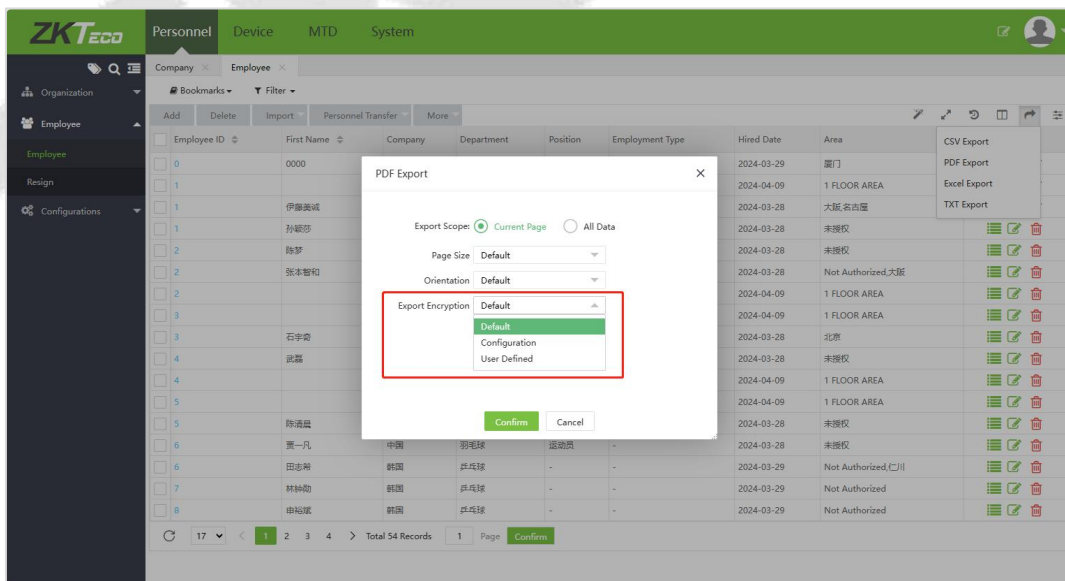 ZKTeco Personnel Device MTD System
Company × Employee ×
Bookmarks Filter
Organization
Employee
Employee
Resign
Configurations
Add Delete Import Personnel Transfer More
Employee ID First Name Company Department Position Employment Type Hired Date Area
CSV Export
PDF Export
Excel Export
TXT Export
0 0000 2024-03-29 厦门
1 2024-04-09 1 FLOOR AREA
1 伊藤美诚 2024-03-28 大阪,名古屋
1 孙颖莎 2024-03-28 未授权
2 陈梦 2024-03-28 未授权
2 张本智和 2024-03-28 Not Authorized,大阪
2 2024-04-09 1 FLOOR AREA
3 2024-04-09 1 FLOOR AREA
3 石宇奇 2024-03-28 北京
4 武磊 2024-03-28 未授权
4 2024-04-09 1 FLOOR AREA
5 2024-04-09 1 FLOOR AREA
5 陈清晨 2024-03-28 未授权
6 贾一凡 中国 羽毛球 运动员 - 2024-03-28 未授权
6 田志希 韩国 乒乓球 - - 2024-03-29 Not Authorized,仁川
7 林钟勋 韩国 乒乓球 - - 2024-03-29 Not Authorized
8 申裕斌 韩国 乒乓球 - - 2024-03-29 Not Authorized
PDF Export ×
Export Scope: Current Page All Data
Page Size Default
Orientation Default
Export Encryption Default
Default
Configuration
User Defined
Confirm Cancel
17 < 1 2 3 4 > Total 54 Records 1 Page Confirm